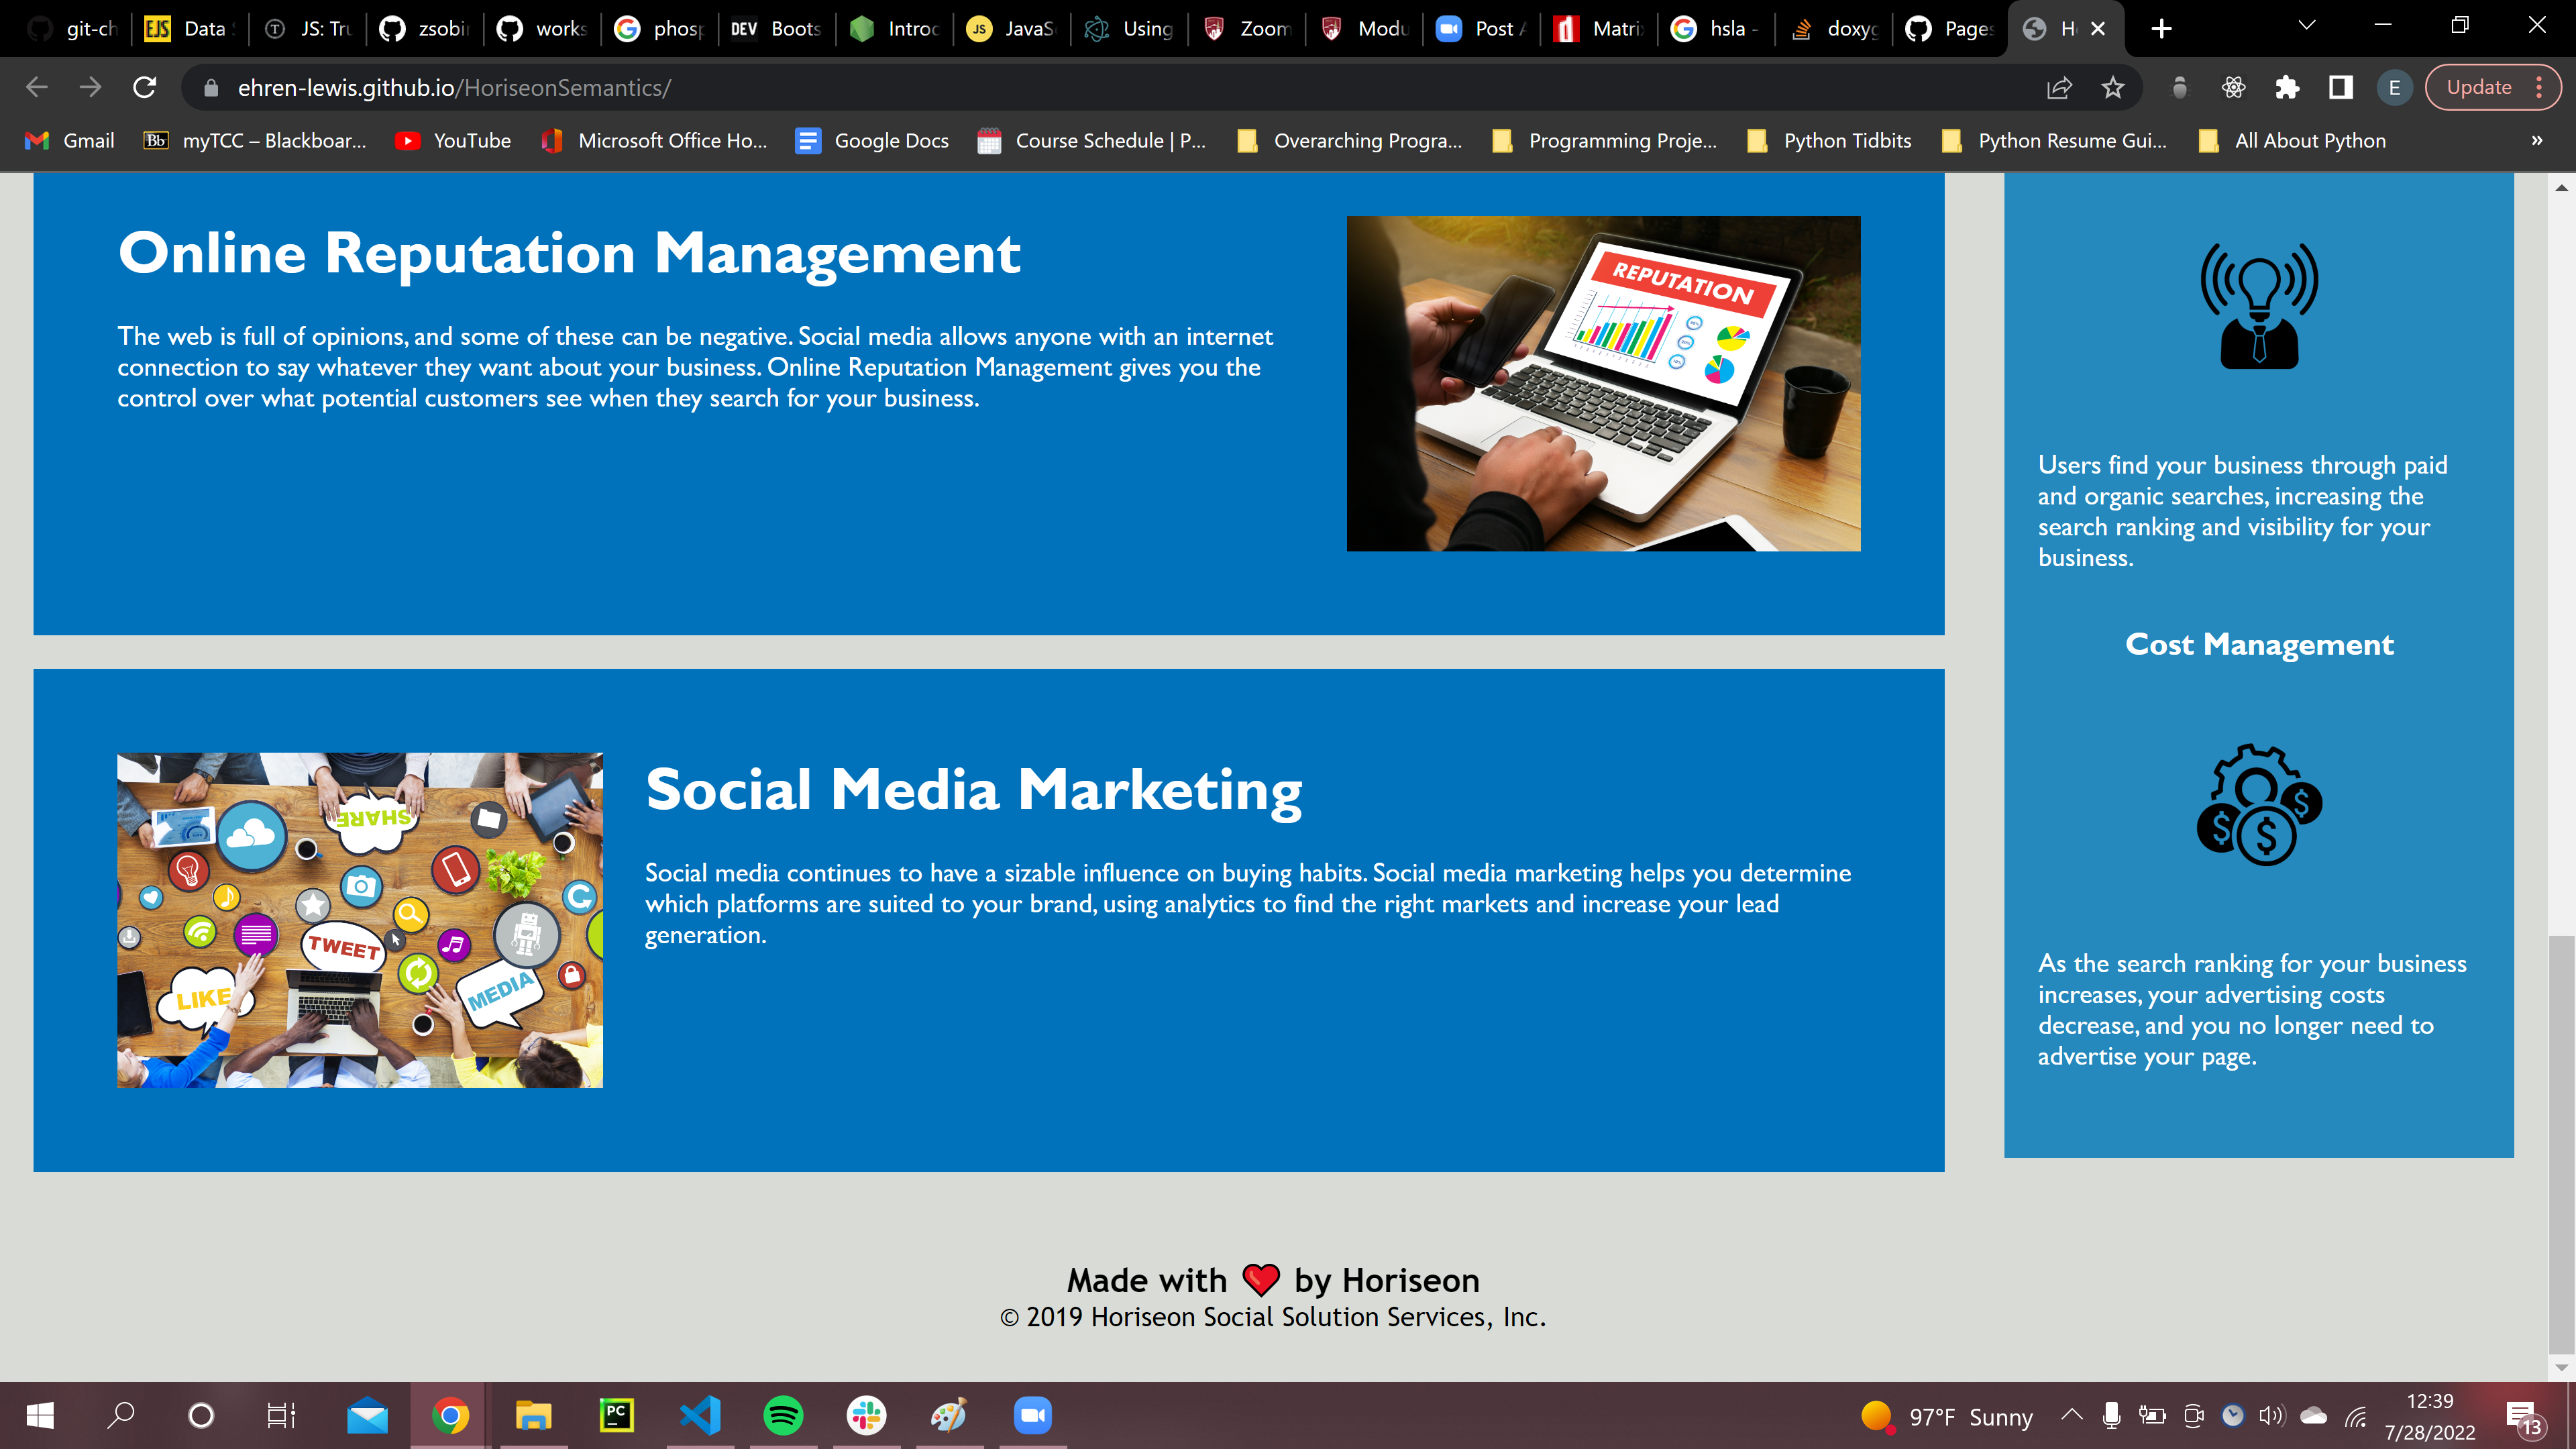 git-ch
Data S
JS: Tru
zsobin
works
phosp
DEV Boots
Introd
JavaSc
Using
Zoom
Modu
Post A
Matrix
hsla -
doxyg
Pages
Ho
ehren-lewis.github.io/HoriseonSemantics/
E
Update
Gmail
Bb myTCC – Blackboar...
YouTube
Microsoft Office Ho...
Google Docs
Course Schedule | P...
Overarching Progra...
Programming Proje...
Python Tidbits
Python Resume Gui...
All About Python
»
Online Reputation Management
The web is full of opinions, and some of these can be negative. Social media allows anyone with an internet
connection to say whatever they want about your business. Online Reputation Management gives you the
control over what potential customers see when they search for your business.
REPUTATION
Users find your business through paid
and organic searches, increasing the
search ranking and visibility for your
business.
Cost Management
As the search ranking for your business
increases, your advertising costs
decrease, and you no longer need to
advertise your page.
SHARE
TWEET
LIKE
MEDIA
Social Media Marketing
Social media continues to have a sizable influence on buying habits. Social media marketing helps you determine
which platforms are suited to your brand, using analytics to find the right markets and increase your lead
generation.
Made with ❤️ by Horiseon
© 2019 Horiseon Social Solution Services, Inc.
PC
97°F Sunny
12:39
7/28/2022
13